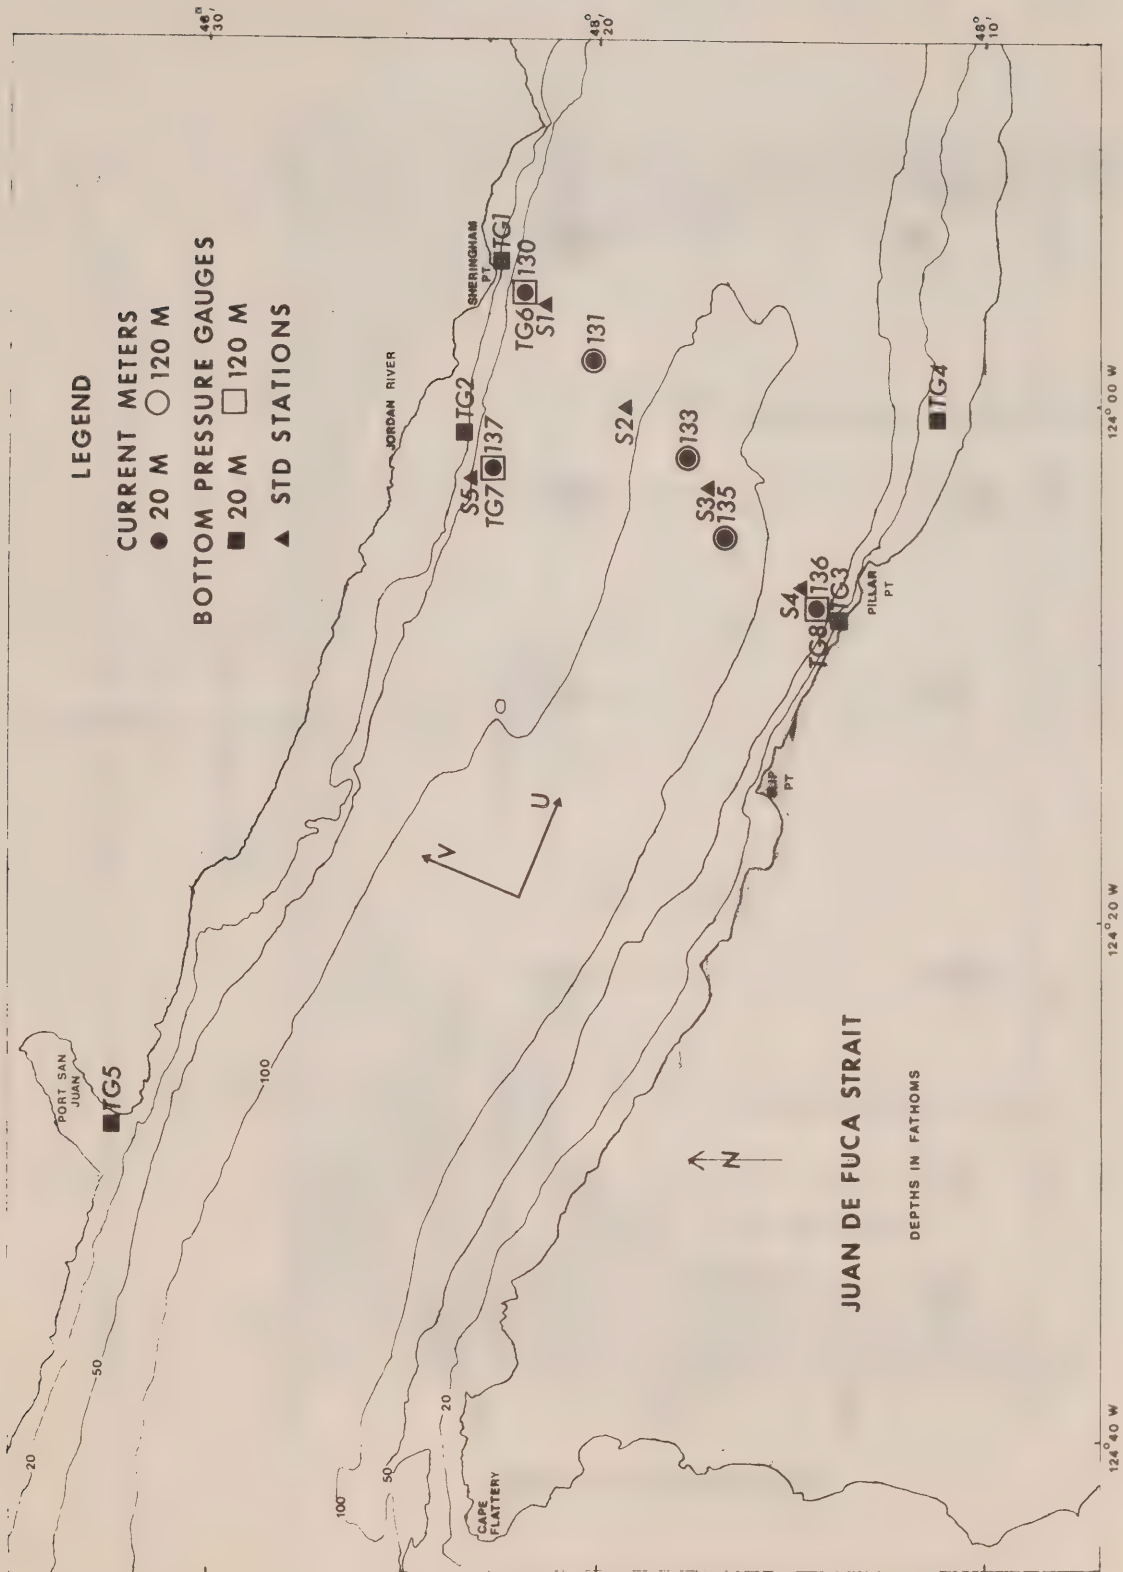 LEGEND
CURRENT METERS
● 20 M ○ 120 M
BOTTOM PRESSURE GAUGES
■ 20 M □ 120 M
▲ STD STATIONS
48°
30'
48°
20'
48°
10'
124°00 W
124°20 W
124°40 W
PORT SAN
JUAN
TG5
JORDAN RIVER
SHERINGHAM
PT
TG1
TG6
130
S1
131
TG2
S5
TG7
137
S2
133
S3
135
TG4
S4
136
TG8
TG3
PILLAR
PT
PT
V
U
N
100
50
20
100
50
20
CAPE
FLATTERY
JUAN DE FUCA STRAIT
DEPTHS IN FATHOMS